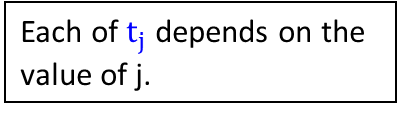 Each of tj depends on the
value of j.